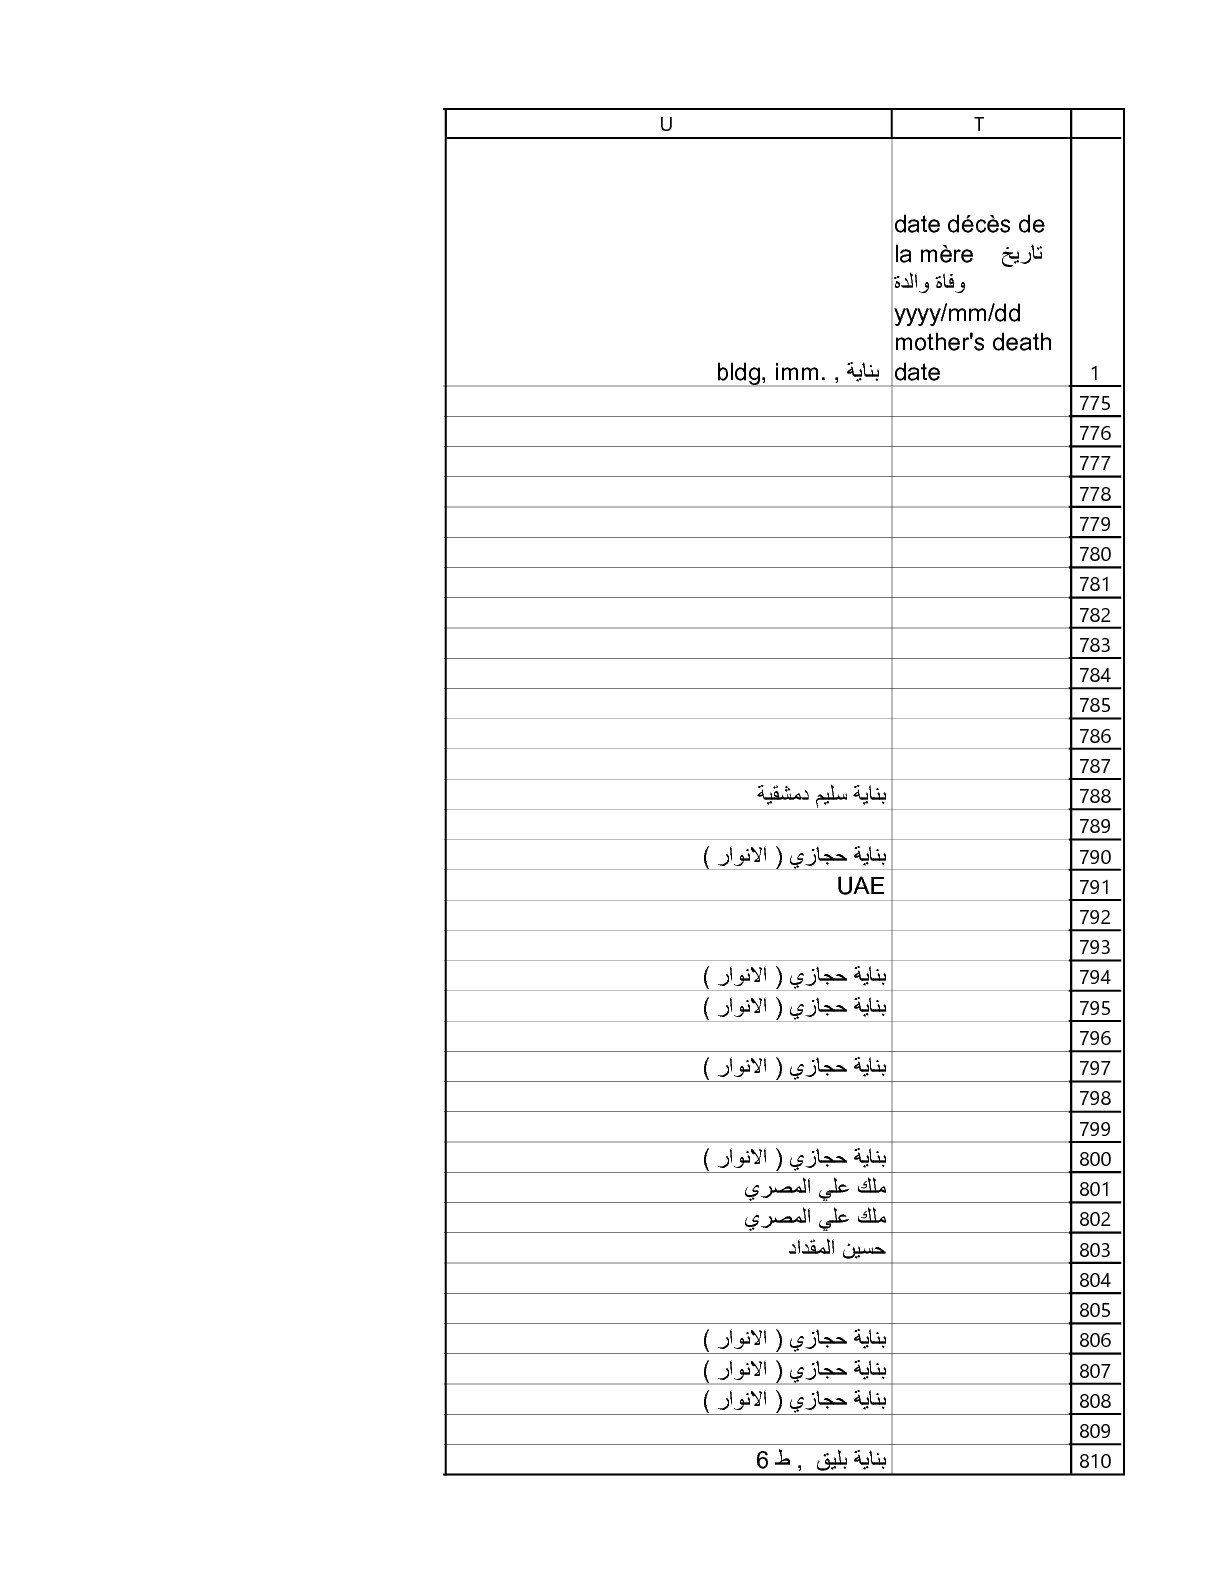 U T
date décès de
la mère تاريخ
وفاة والدة
yyyy/mm/dd
mother's death
bldg, imm. , بناية date 1
775
776
777
778
779
780
781
782
783
784
785
786
787
بناية سليم دمشقية 788
789
بناية حجازي ( الانوار ) 790
UAE 791
792
793
بناية حجازي ( الانوار ) 794
بناية حجازي ( الانوار ) 795
796
بناية حجازي ( الانوار ) 797
798
799
بناية حجازي ( الانوار ) 800
ملك علي المصري 801
ملك علي المصري 802
حسين المقداد 803
804
805
بناية حجازي ( الانوار ) 806
بناية حجازي ( الانوار ) 807
بناية حجازي ( الانوار ) 808
809
بناية بليق , ط 6 810